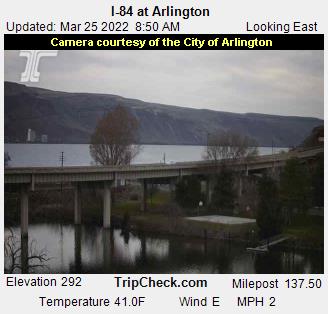 I-84 at Arlington
Updated: Mar 25 2022 8:50 AM Looking East
Camera courtesy of the City of Arlington
Elevation 292 TripCheck.com Milepost 137.50
Temperature 41.0F Wind E MPH 2